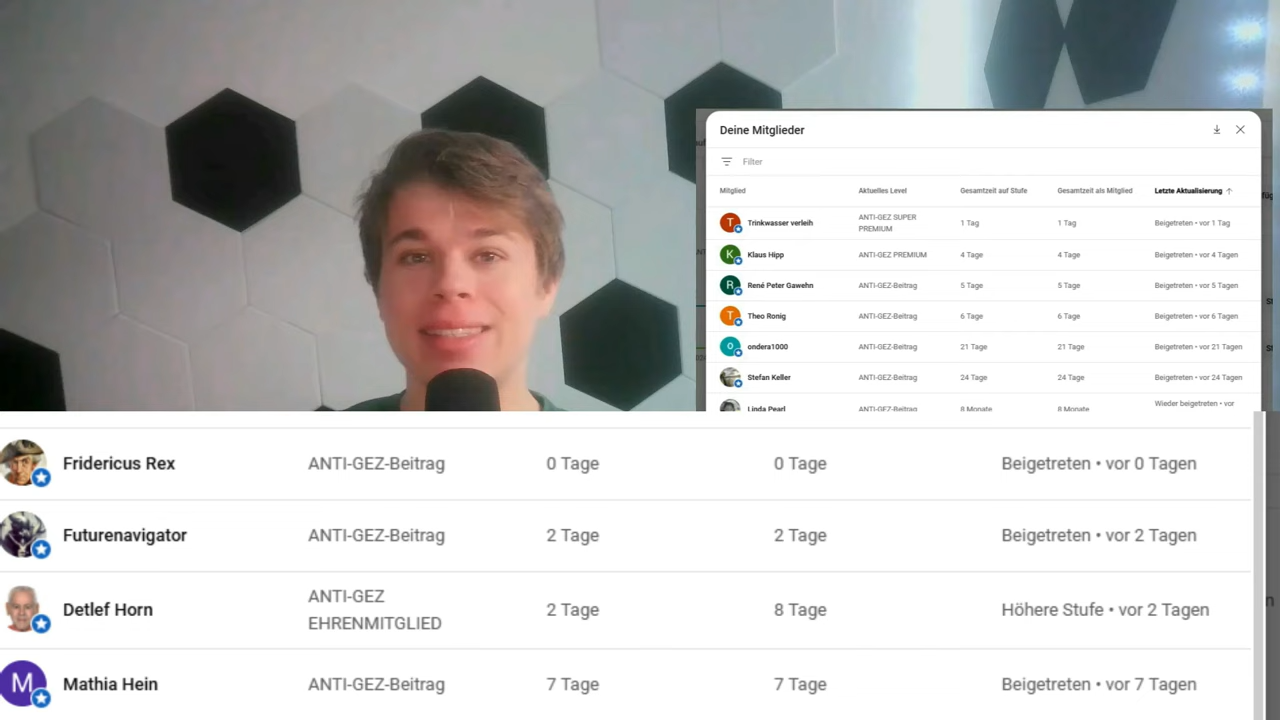 Deine Mitglieder
Filter
Mitglied Aktuelles Level Gesamtzeit auf Stufe Gesamtzeit als Mitglied Letzte Aktualisierung ↑
T Trinkwasser verleih ANTI-GEZ SUPER PREMIUM 1 Tag 1 Tag Beigetreten • vor 1 Tag
K Klaus Hipp ANTI-GEZ PREMIUM 4 Tage 4 Tage Beigetreten • vor 4 Tagen
R René Peter Gawehn ANTI-GEZ-Beitrag 5 Tage 5 Tage Beigetreten • vor 5 Tagen
T Theo Ronig ANTI-GEZ-Beitrag 6 Tage 6 Tage Beigetreten • vor 6 Tagen
o ondera1000 ANTI-GEZ-Beitrag 21 Tage 21 Tage Beigetreten • vor 21 Tagen
Stefan Keller ANTI-GEZ-Beitrag 24 Tage 24 Tage Beigetreten • vor 24 Tagen
Linda Pearl ANTI-GEZ-Beitrag 8 Monate 8 Monate Wieder beigetreten • vor
Fridericus Rex ANTI-GEZ-Beitrag 0 Tage 0 Tage Beigetreten • vor 0 Tagen
Futurenavigator ANTI-GEZ-Beitrag 2 Tage 2 Tage Beigetreten • vor 2 Tagen
Detlef Horn ANTI-GEZ EHRENMITGLIED 2 Tage 8 Tage Höhere Stufe • vor 2 Tagen
M Mathia Hein ANTI-GEZ-Beitrag 7 Tage 7 Tage Beigetreten • vor 7 Tagen